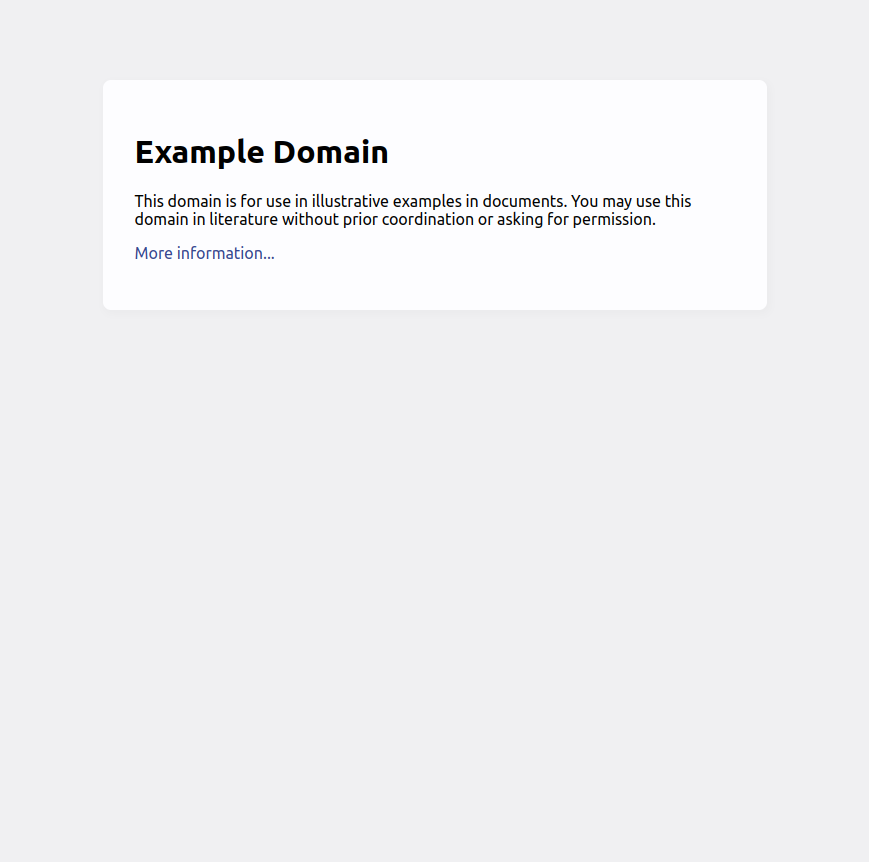 Example Domain
This domain is for use in illustrative examples in documents. You may use this
domain in literature without prior coordination or asking for permission.
More information...